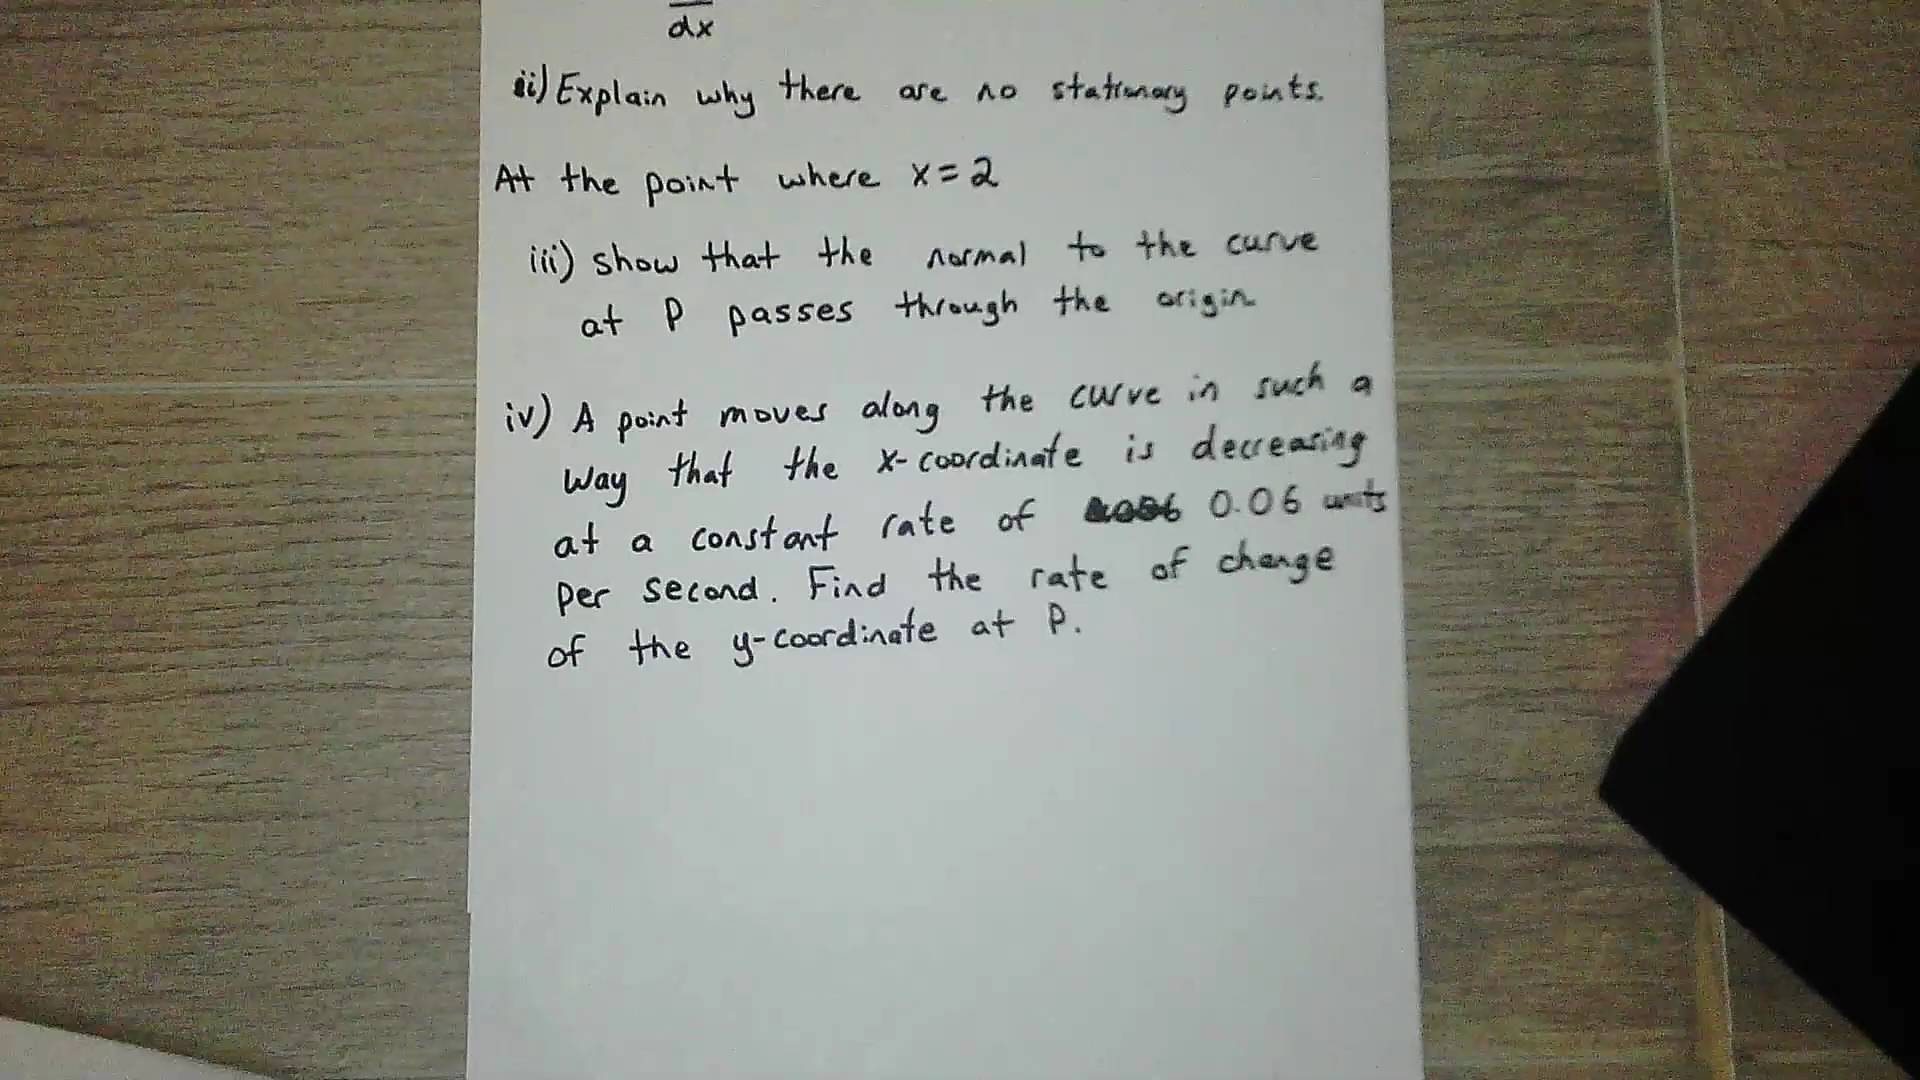 dx
ii) Explain why there are no stationary points.
At the point where x=2
iii) show that the normal to the curve
at P passes through the origin
iv) A point moves along the curve in such a
way that the x-coordinate is decreasing
at a constant rate of 0.06 units
per second. Find the rate of change
of the y-coordinate at P.